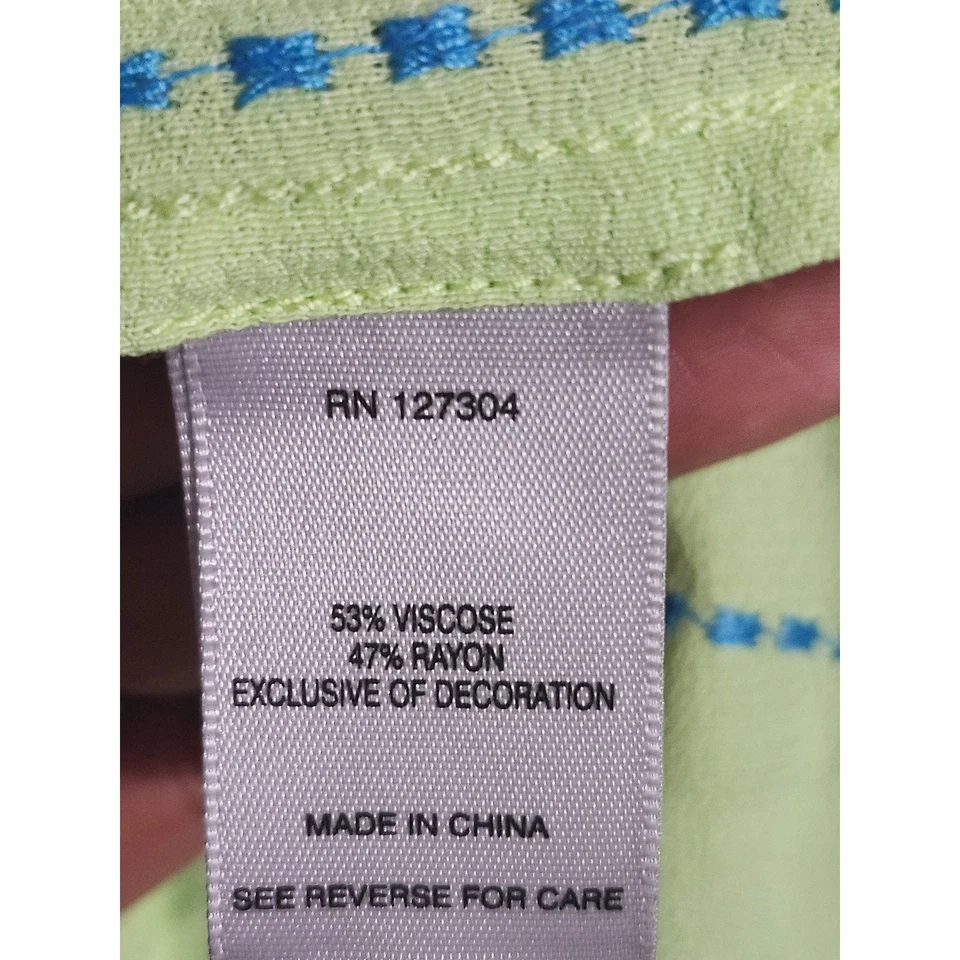 RN 127304
53% VISCOSE
47% RAYON
EXCLUSIVE OF DECORATION
MADE IN CHINA
SEE REVERSE FOR CARE